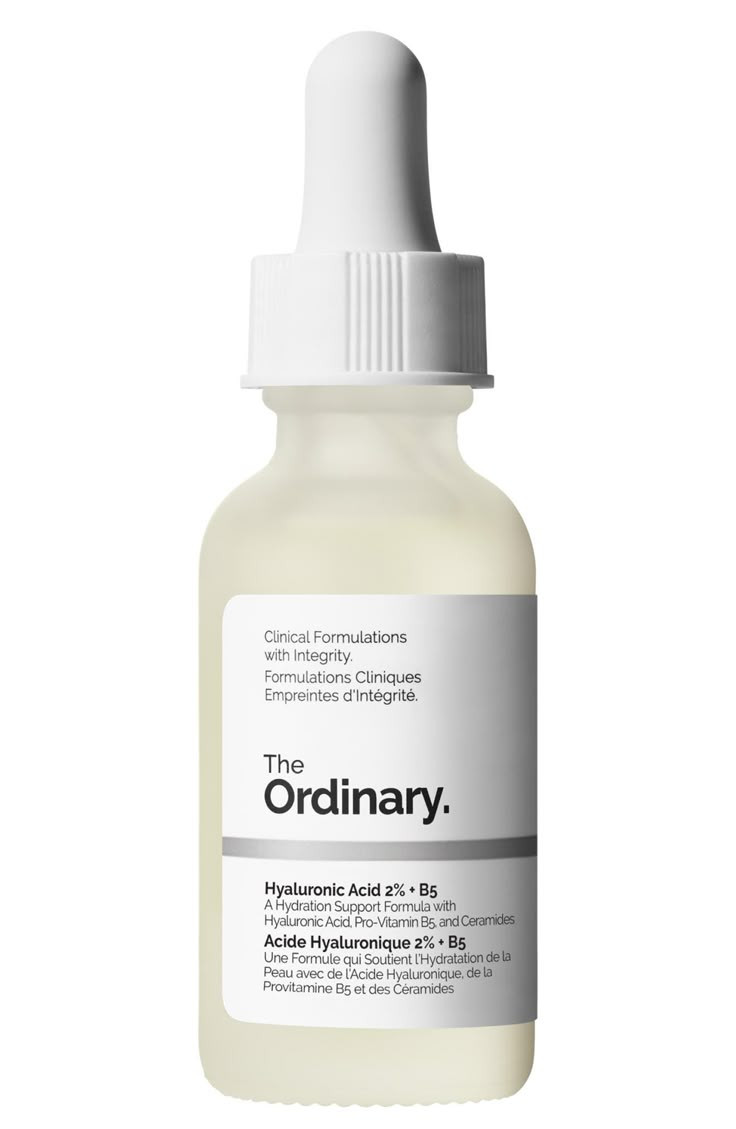 Clinical Formulations
with Integrity.
Formulations Cliniques
Empreintes d'Intégrité.
The
Ordinary.
Hyaluronic Acid 2% + B5
A Hydration Support Formula with
Hyaluronic Acid, Pro-Vitamin B5, and Ceramides
Acide Hyaluronique 2% + B5
Une Formule qui Soutient l'Hydratation de la
Peau avec de l'Acide Hyaluronique, de la
Provitamine B5 et des Céramides